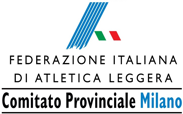 FEDERAZIONE ITALIANA
DI ATLETICA LEGGERA
Comitato Provinciale Milano